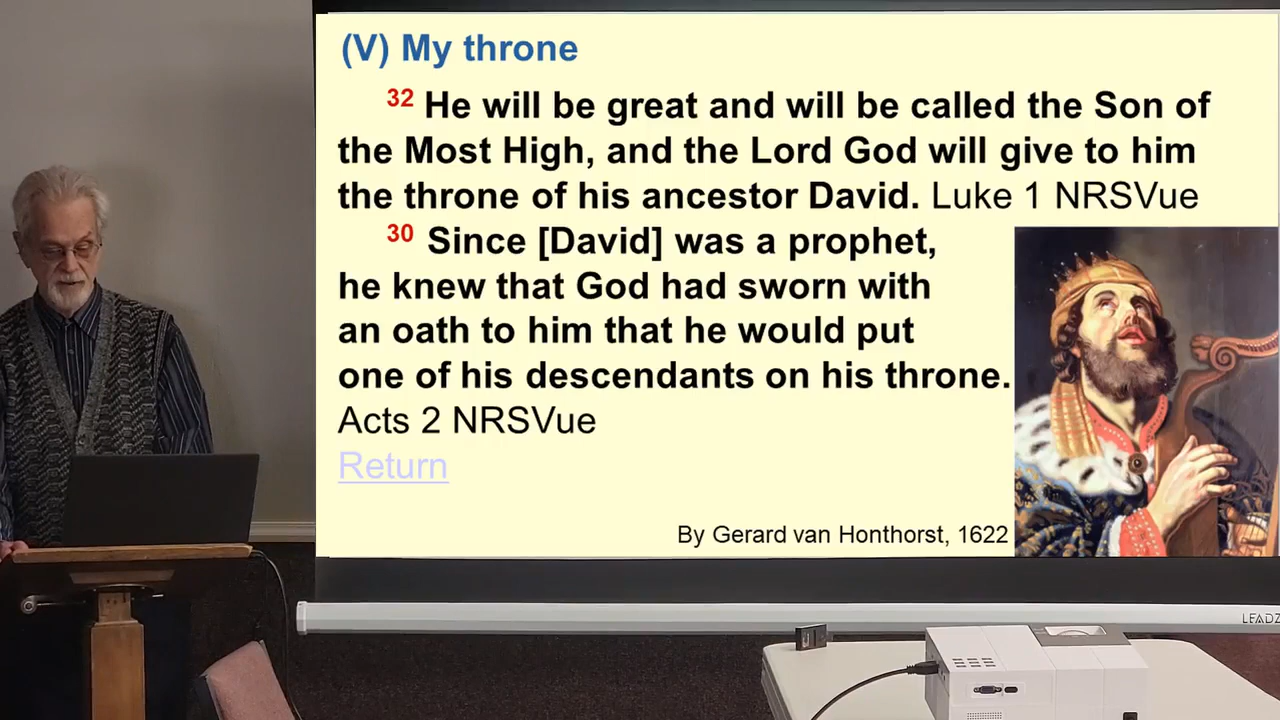 (V) My throne
32 He will be great and will be called the Son of
the Most High, and the Lord God will give to him
the throne of his ancestor David. Luke 1 NRSVue
30 Since [David] was a prophet,
he knew that God had sworn with
an oath to him that he would put
one of his descendants on his throne.
Acts 2 NRSVue
Return
By Gerard van Honthorst, 1622
LEADZ